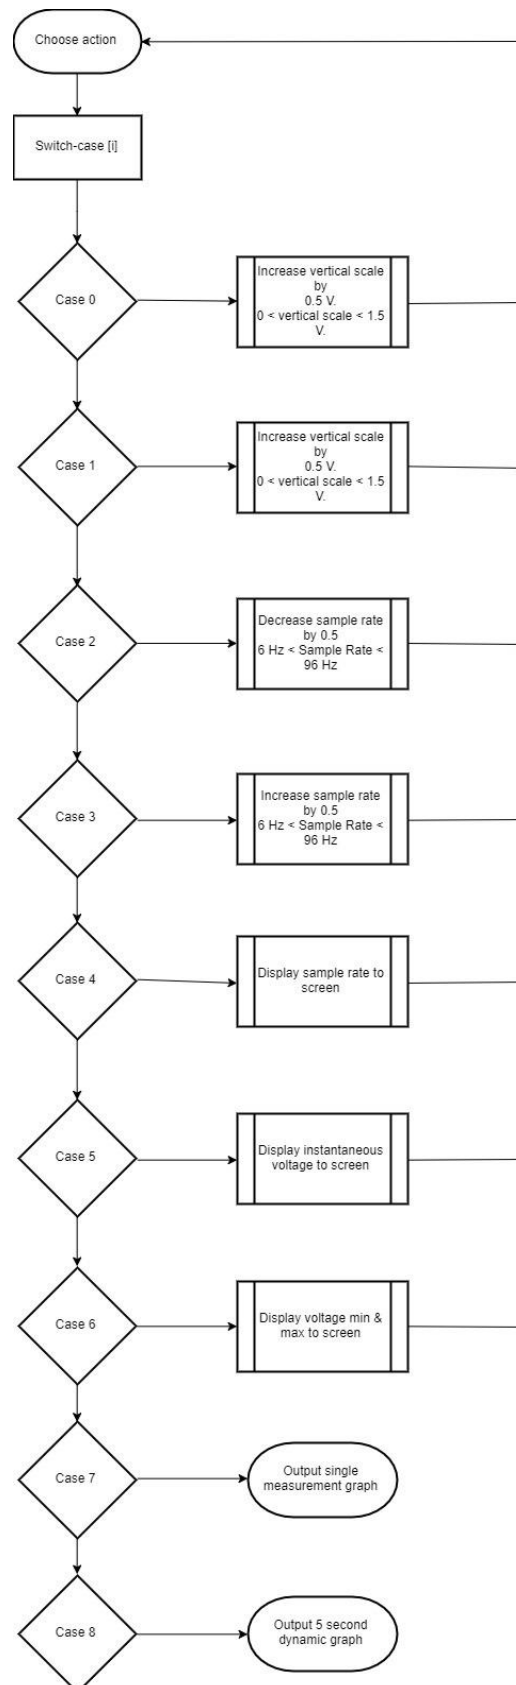 Choose action
Switch-case [i]
Case 0
Increase vertical scale
by
0.5 V.
0 < vertical scale < 1.5
V.
Case 1
Increase vertical scale
by
0.5 V.
0 < vertical scale < 1.5
V.
Case 2
Decrease sample rate
by 0.5
6 Hz < Sample Rate <
96 Hz
Case 3
Increase sample rate
by 0.5
6 Hz < Sample Rate <
96 Hz
Case 4
Display sample rate to
screen
Case 5
Display instantaneous
voltage to screen
Case 6
Display voltage min &
max to screen
Case 7
Output single
measurement graph
Case 8
Output 5 second
dynamic graph